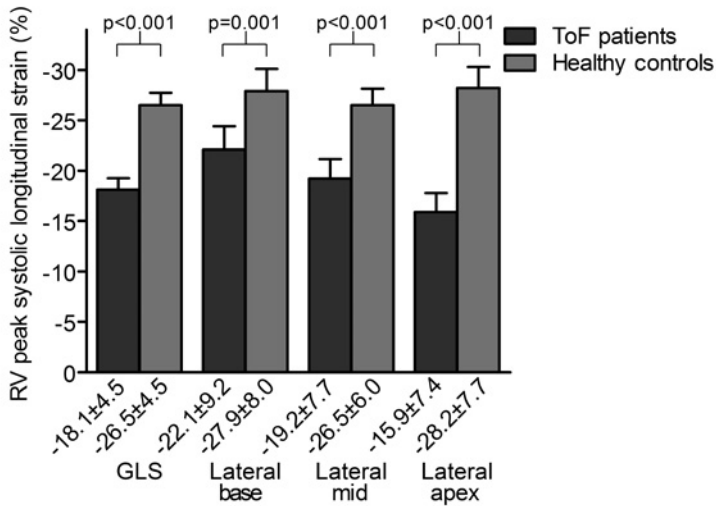 p<0.001 p=0.001 p<0.001 p<0.001
ToF patients
Healthy controls
RV peak systolic longitudinal strain (%)
-30
-25
-20
-15
-10
-5
0
-18.1±4.5
-26.5±4.5
-22.1±9.2
-27.9±8.0
-19.2±7.7
-26.5±6.0
-15.9±7.4
-28.2±7.7
GLS
Lateral
base
Lateral
mid
Lateral
apex